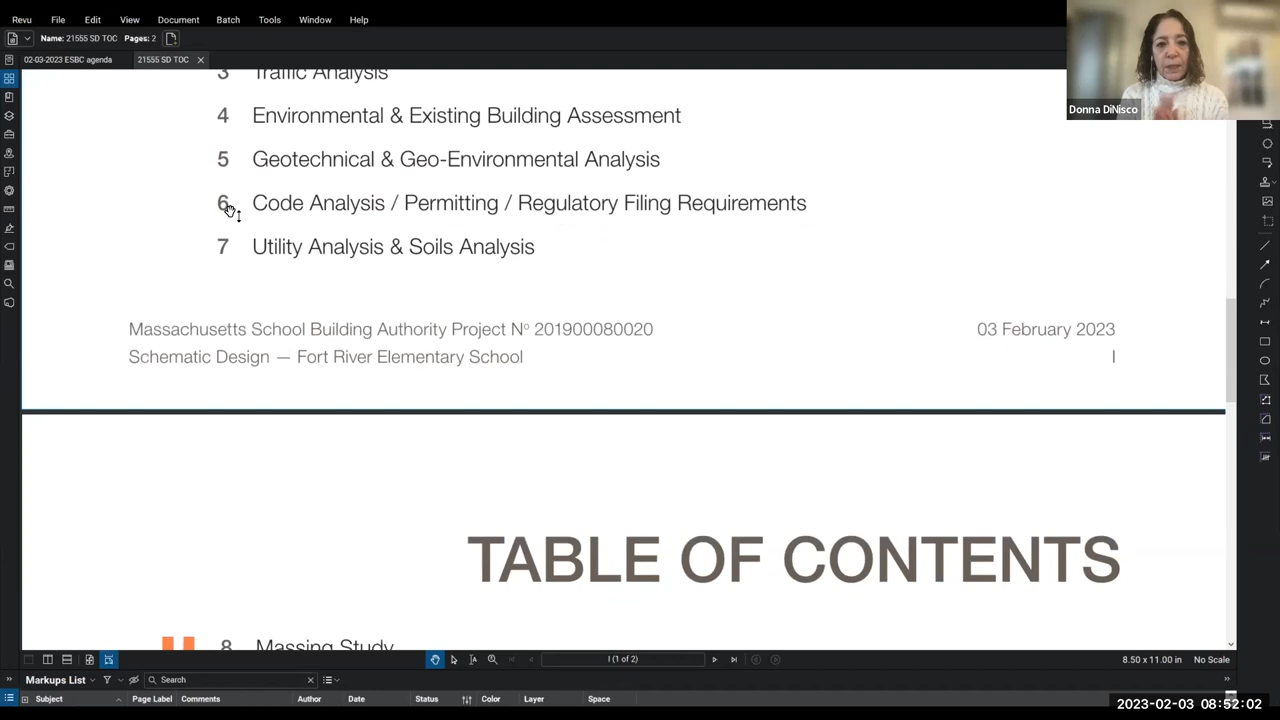 Revu File Edit View Document Batch Tools Window Help
Name: 21555 SD TOC Pages: 2
02-03-2023 ESBC agenda 21555 SD TOC
3 Traffic Analysis
4 Environmental & Existing Building Assessment
5 Geotechnical & Geo-Environmental Analysis
6 Code Analysis / Permitting / Regulatory Filing Requirements
7 Utility Analysis & Soils Analysis
Massachusetts School Building Authority Project Nº 201900080020 03 February 2023
Schematic Design — Fort River Elementary School I
TABLE OF CONTENTS
8 Massing Study
I (1 of 2) 8.50 x 11.00 in No Scale
Markups List Search
Subject Page Label Comments Author Date Status Color Layer Space
Donna DiNisco
2023-02-03 08:52:02